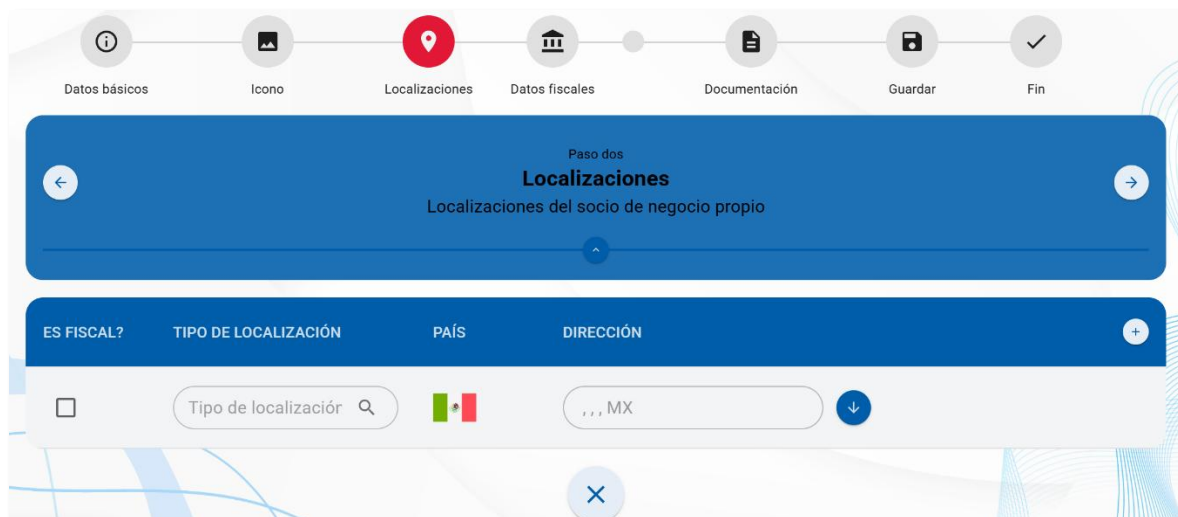 Datos básicos Icono Localizaciones Datos fiscales Documentación Guardar Fin
Paso dos
Localizaciones
Localizaciones del socio de negocio propio
ES FISCAL? TIPO DE LOCALIZACIÓN PAÍS DIRECCIÓN
Tipo de localizaciór , , , MX